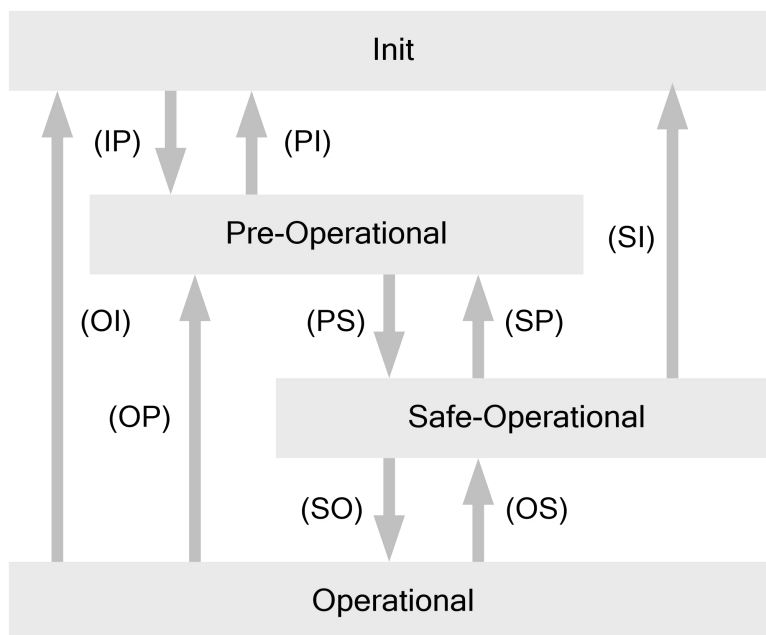 Init
(IP)
(PI)
Pre-Operational
(SI)
(OI)
(PS)
(SP)
(OP)
Safe-Operational
(SO)
(OS)
Operational